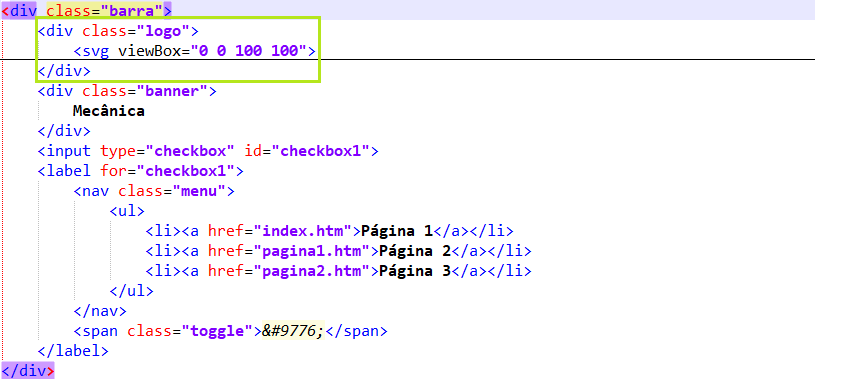 <div class="barra">
<div class="logo">
<svg viewBox="0 0 100 100">
</div>
<div class="banner">
Mecânica
</div>
<input type="checkbox" id="checkbox1">
<label for="checkbox1">
<nav class="menu">
<ul>
<li><a href="index.htm">Página 1</a></li>
<li><a href="pagina1.htm">Página 2</a></li>
<li><a href="pagina2.htm">Página 3</a></li>
</ul>
</nav>
<span class="toggle">&#9776;</span>
</label>
</div>